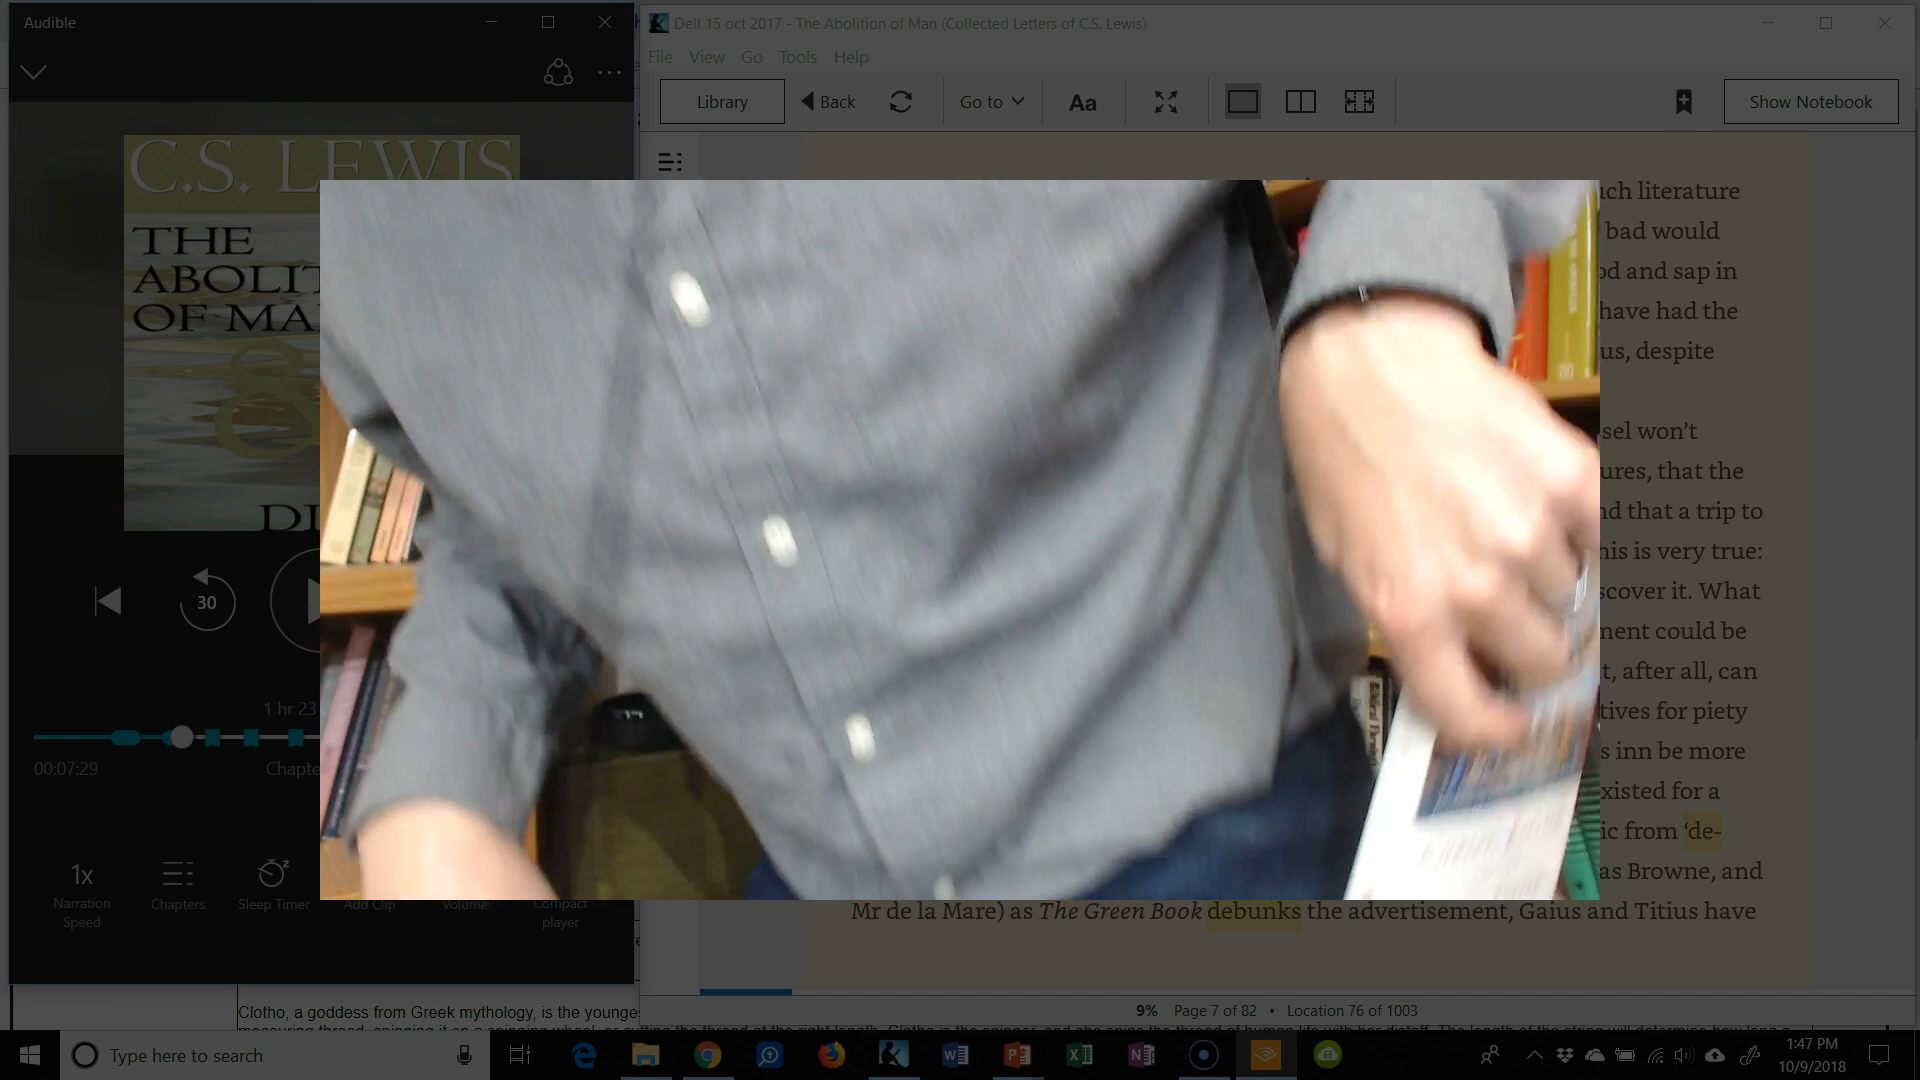 Audible
Dell 15 oct 2017 - The Abolition of Man (Collected Letters of C.S. Lewis)
File View Go Tools Help
Library Back Go to Aa Show Notebook
C.S. LEWIS
THE
ABOLIT
OF MA
DI
30
1 hr 23
00:07:29 Chapte
1x
Narration Speed
Chapters
Sleep Timer
Add Clip
Volume
Compact player
uch literature
bad would
od and sap in
have had the
us, despite
sel won't
ures, that the
nd that a trip to
his is very true:
scover it. What
ment could be
t, after all, can
tives for piety
s inn be more
xisted for a
ic from ‘de-
as Browne, and
Mr de la Mare) as The Green Book debunks the advertisement, Gaius and Titius have
9% Page 7 of 82 • Location 76 of 1003
Clotho, a goddess from Greek mythology, is the younges
Type here to search
1:47 PM
10/9/2018